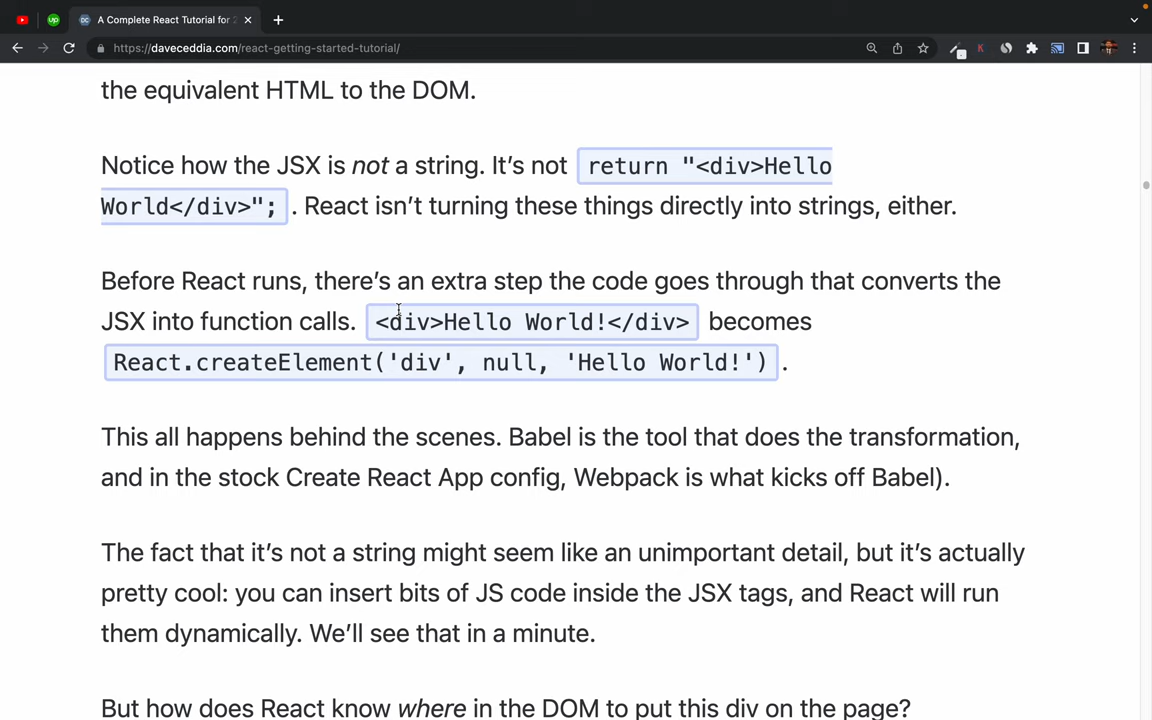 A Complete React Tutorial for 2
https://daveceddia.com/react-getting-started-tutorial/
the equivalent HTML to the DOM.
Notice how the JSX is not a string. It’s not return "<div>Hello
World</div>"; . React isn’t turning these things directly into strings, either.
Before React runs, there’s an extra step the code goes through that converts the
JSX into function calls. <div>Hello World!</div> becomes
React.createElement('div', null, 'Hello World!') .
This all happens behind the scenes. Babel is the tool that does the transformation,
and in the stock Create React App config, Webpack is what kicks off Babel).
The fact that it’s not a string might seem like an unimportant detail, but it’s actually
pretty cool: you can insert bits of JS code inside the JSX tags, and React will run
them dynamically. We’ll see that in a minute.
But how does React know where in the DOM to put this div on the page?